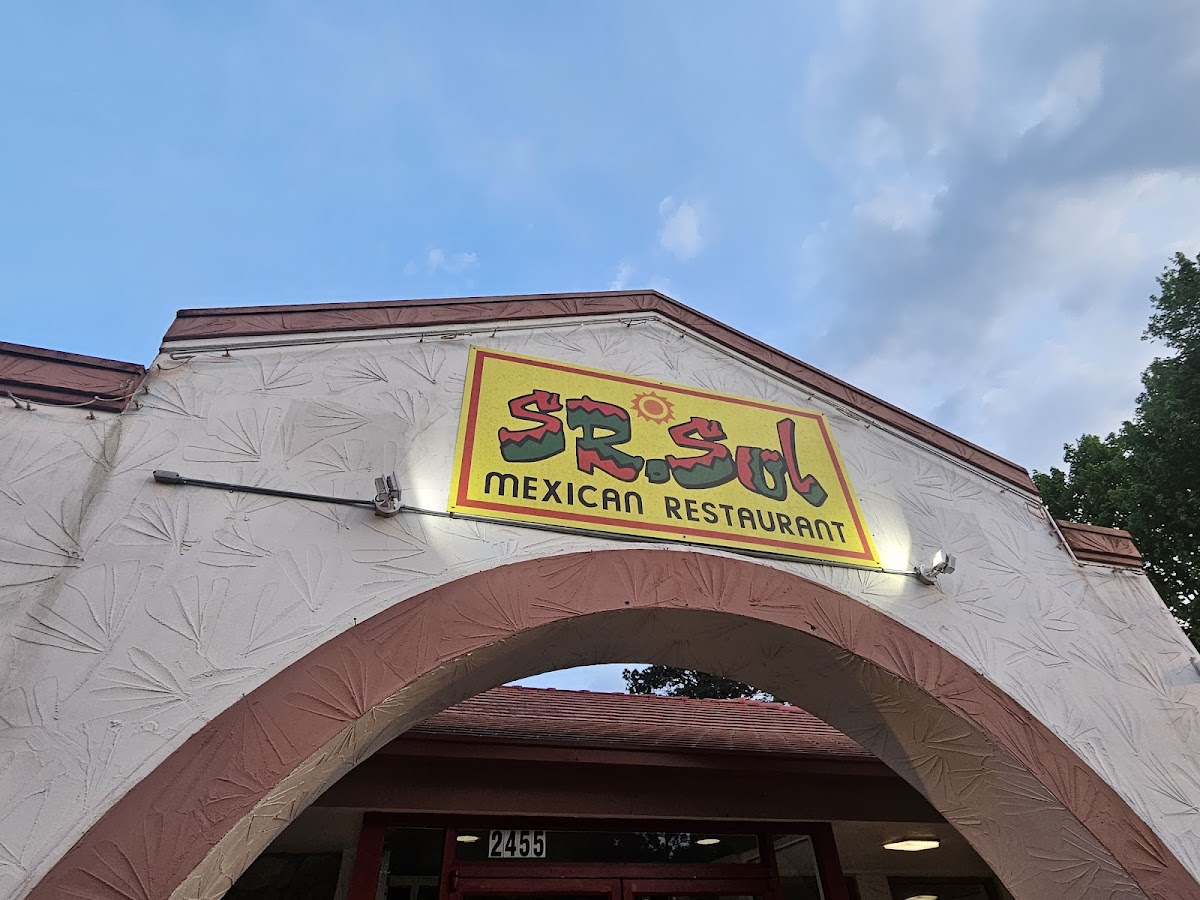 SR. Sol
MEXICAN RESTAURANT
2455